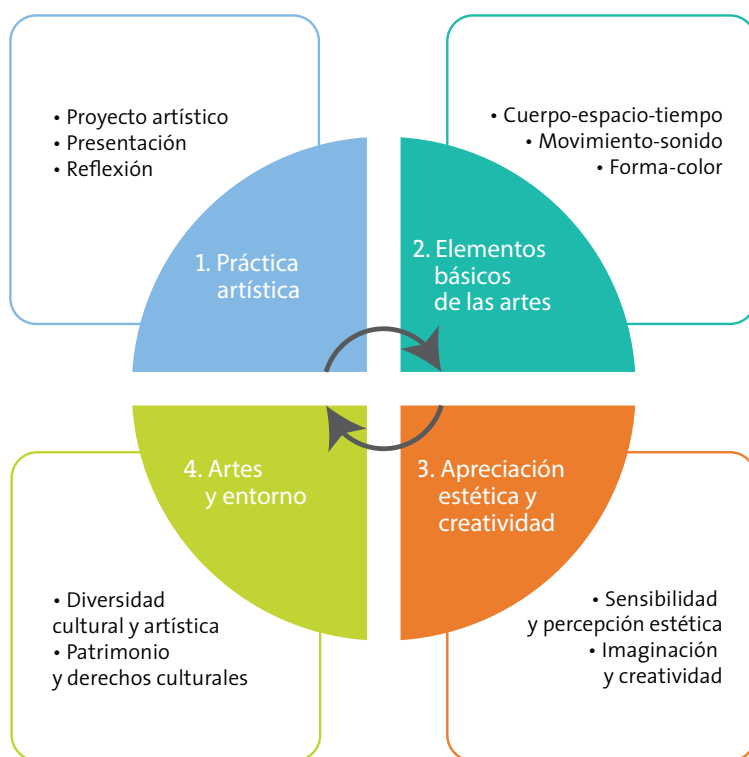 • Proyecto artístico
• Presentación
• Reflexión
1. Práctica
artística
• Cuerpo-espacio-tiempo
• Movimiento-sonido
• Forma-color
2. Elementos
básicos
de las artes
3. Apreciación
estética y
creatividad
• Sensibilidad
y percepción estética
• Imaginación
y creatividad
4. Artes
y entorno
• Diversidad
cultural y artística
• Patrimonio
y derechos culturales